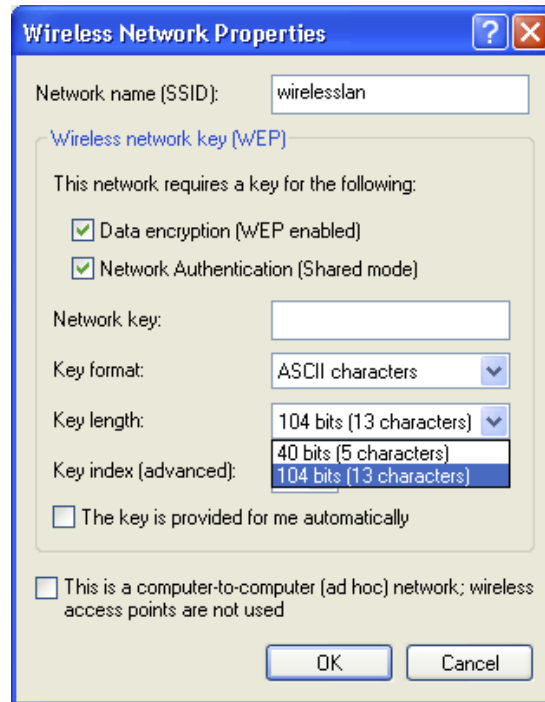 Wireless Network Properties
Network name (SSID): wirelesslan
Wireless network key (WEP)
This network requires a key for the following:
Data encryption (WEP enabled)
Network Authentication (Shared mode)
Network key:
Key format: ASCII characters
Key length: 104 bits (13 characters)
40 bits (5 characters)
Key index (advanced): 104 bits (13 characters)
The key is provided for me automatically
This is a computer-to-computer (ad hoc) network; wireless
access points are not used
OK Cancel